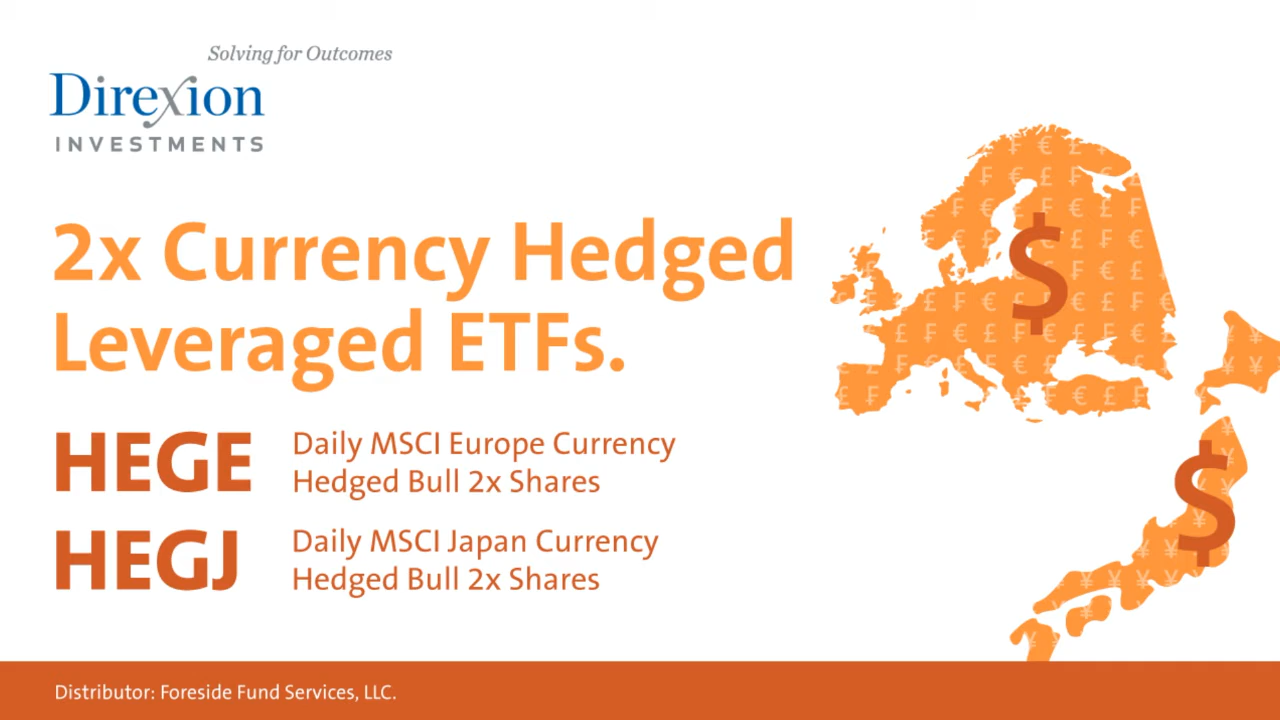 Solving for Outcomes
Direxion
INVESTMENTS
2x Currency Hedged
Leveraged ETFs.
HEGE
Daily MSCI Europe Currency
Hedged Bull 2x Shares
HEGJ
Daily MSCI Japan Currency
Hedged Bull 2x Shares
$
$
Distributor: Foreside Fund Services, LLC.